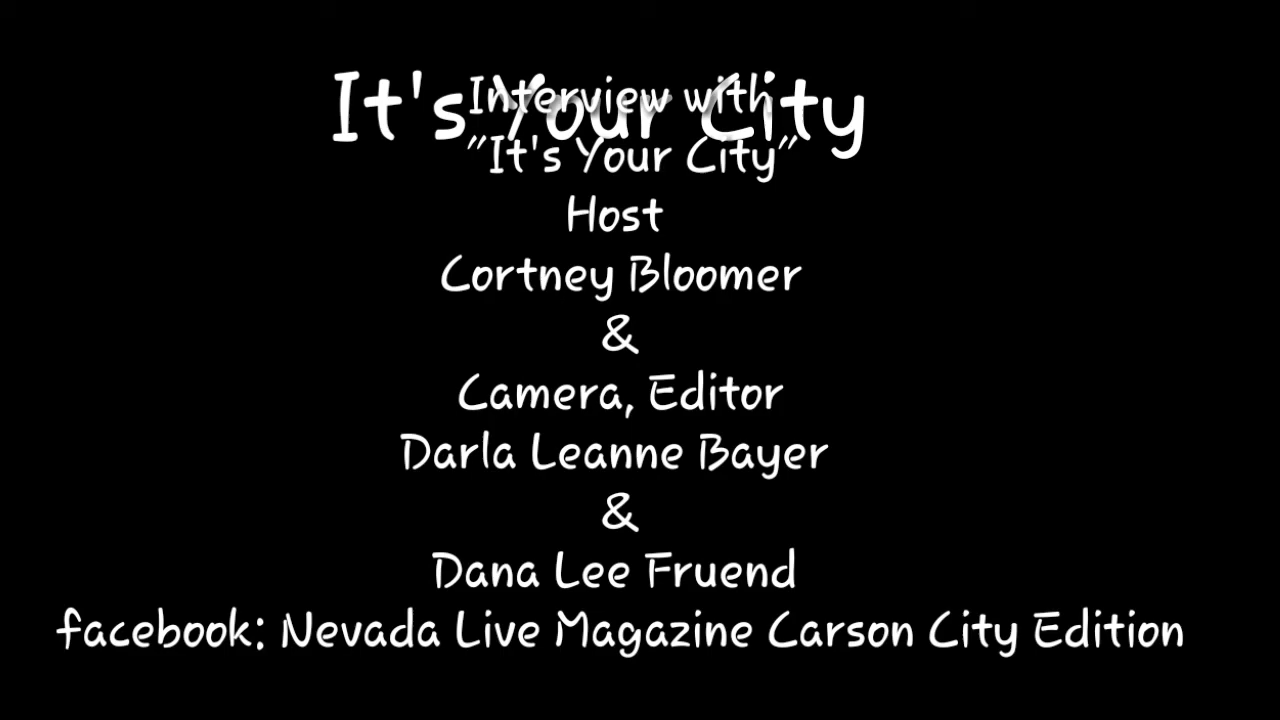 It's Your City
Interview with
"It's Your City"
Host
Cortney Bloomer
&
Camera, Editor
Darla Leanne Bayer
&
Dana Lee Fruend
facebook: Nevada Live Magazine Carson City Edition